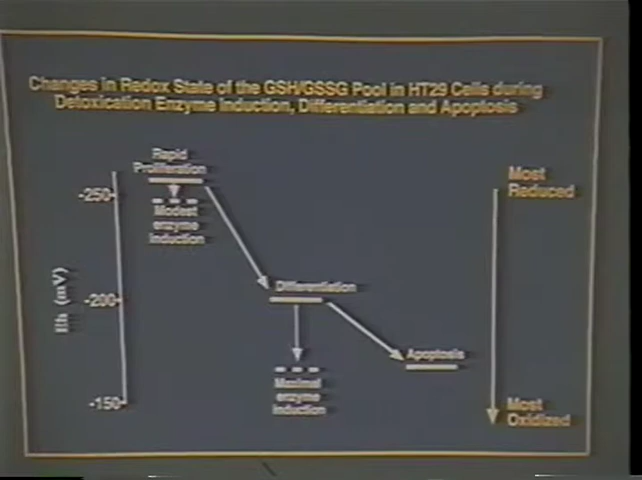 Changes in Redox State of the GSH/GSSG Pool in HT29 Cells during
Detoxication Enzyme Induction, Differentiation and Apoptosis
Rapid
Proliferation
Most
Reduced
-250
Modest
enzyme
induction
Differentiation
Eh (mV)
-200
Apoptosis
Maximal
enzyme
induction
-150
Most
Oxidized